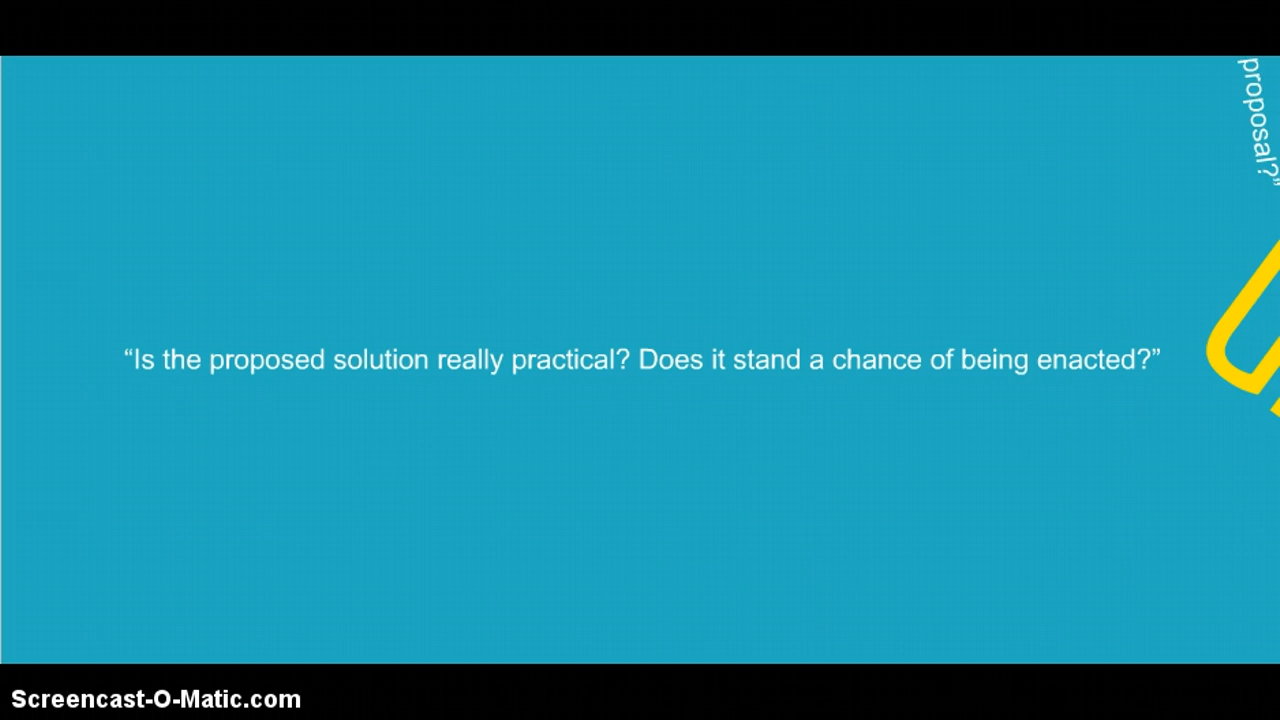 proposal?”
“Is the proposed solution really practical? Does it stand a chance of being enacted?”
Screencast-O-Matic.com